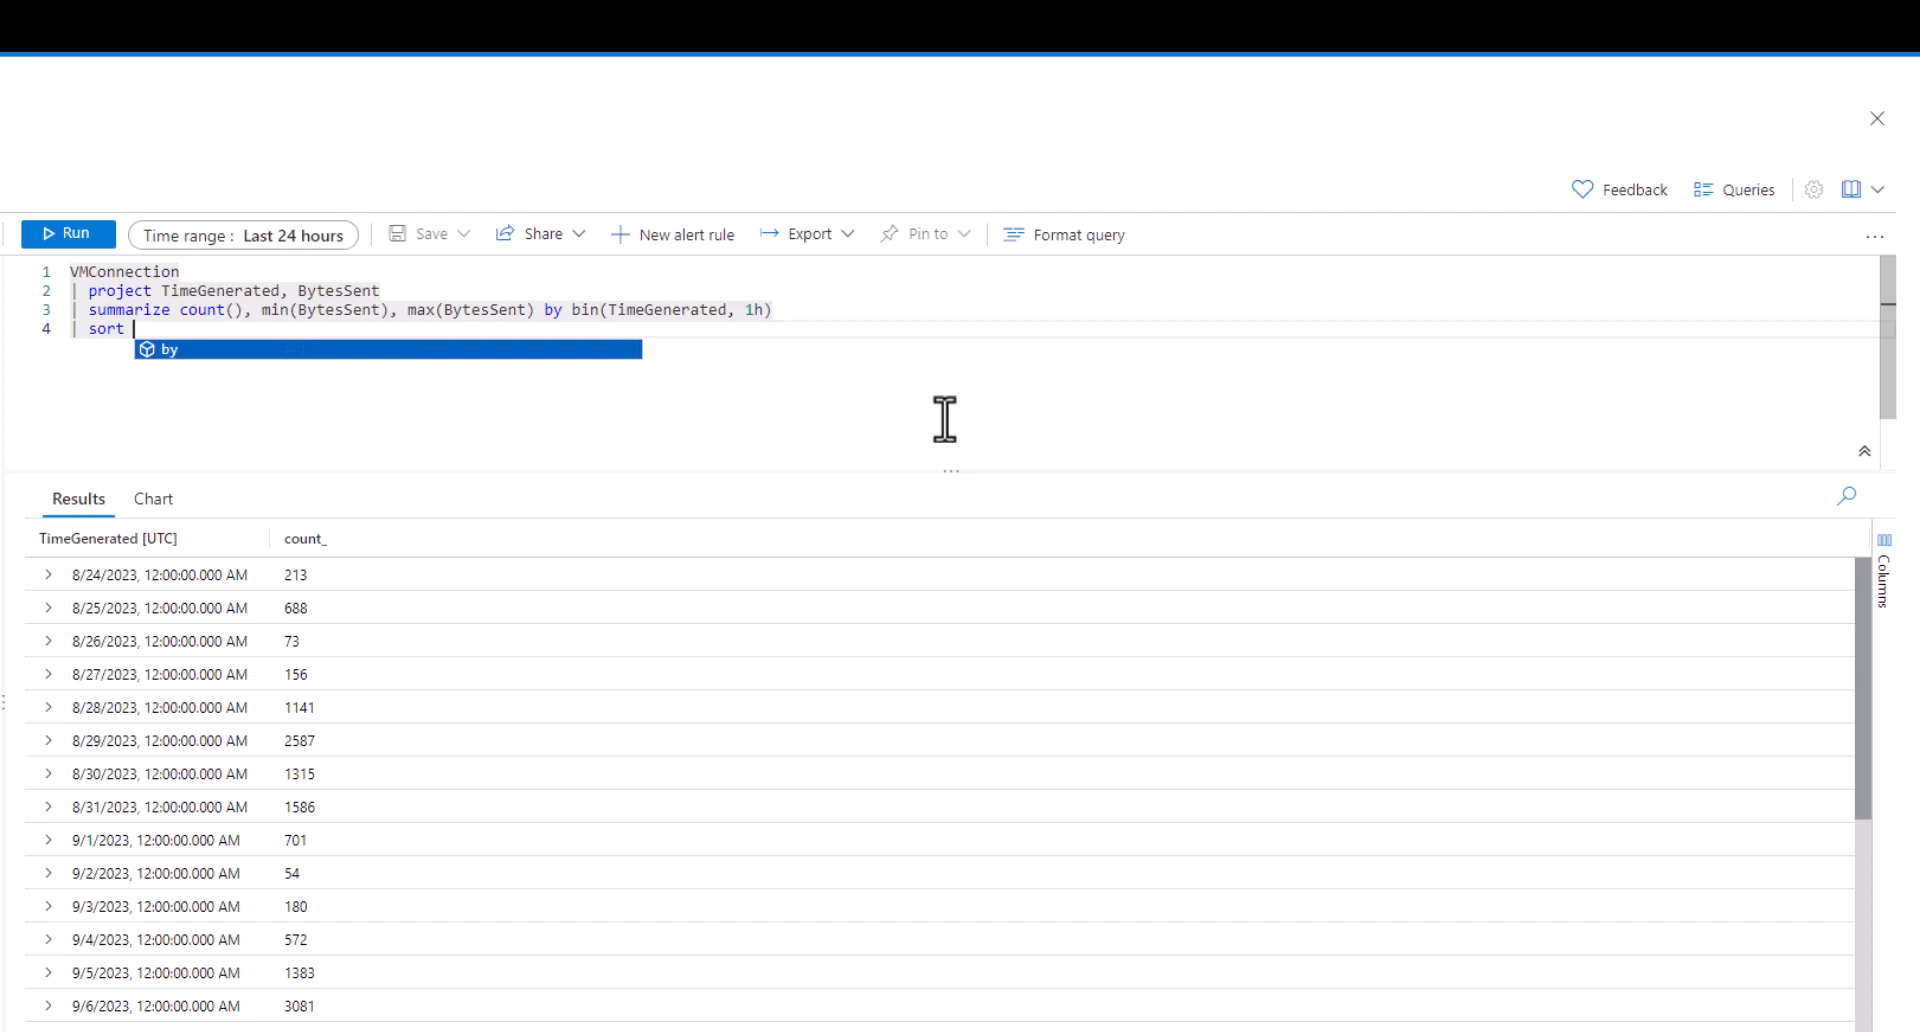 Feedback Queries
Run Time range : Last 24 hours Save Share New alert rule Export Pin to Format query ...
1 VMConnection
2 | project TimeGenerated, BytesSent
3 | summarize count(), min(BytesSent), max(BytesSent) by bin(TimeGenerated, 1h)
4 | sort
by
Results Chart
TimeGenerated [UTC] count_
8/24/2023, 12:00:00.000 AM 213
8/25/2023, 12:00:00.000 AM 688
8/26/2023, 12:00:00.000 AM 73
8/27/2023, 12:00:00.000 AM 156
8/28/2023, 12:00:00.000 AM 1141
8/29/2023, 12:00:00.000 AM 2587
8/30/2023, 12:00:00.000 AM 1315
8/31/2023, 12:00:00.000 AM 1586
9/1/2023, 12:00:00.000 AM 701
9/2/2023, 12:00:00.000 AM 54
9/3/2023, 12:00:00.000 AM 180
9/4/2023, 12:00:00.000 AM 572
9/5/2023, 12:00:00.000 AM 1383
9/6/2023, 12:00:00.000 AM 3081
Columns